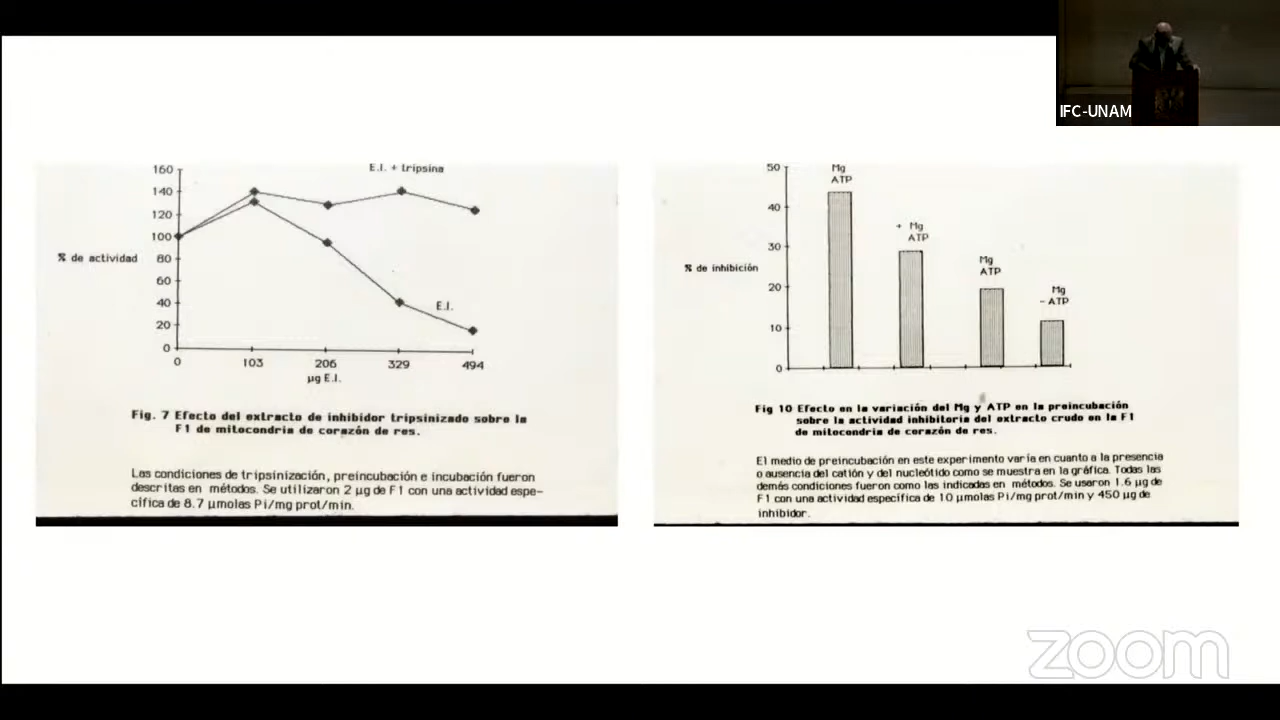 IFC-UNAM
160
140
120
100
80
60
40
20
0
% de actividad
E.I. + tripsina
E.I.
0 103 206 329 494
µg E.I.
Fig. 7 Efecto del extracto de inhibidor tripsinizado sobre la
F1 de mitocondria de corazón de res.
Las condiciones de tripsinización, preincubación e incubación fueron
descritas en métodos. Se utilizaron 2 µg de F1 con una actividad espe-
cífica de 8.7 µmolas Pi/mg prot/min.
50
40
30
20
10
0
% de inhibición
Mg
ATP
+ Mg
ATP
Mg
ATP
Mg
- ATP
Fig 10 Efecto en la variación del Mg y ATP en la preincubación
sobre la actividad inhibitoria del extracto crudo en la F1
de mitocondria de corazón de res.
El medio de preincubación en este experimento varía en cuanto a la presencia
o ausencia del catión y del nucleótido como se muestra en la gráfica. Todas las
demás condiciones fueron como las indicadas en métodos. Se usaron 1.6 µg de
F1 con una actividad específica de 10 µmolas Pi/mg prot/min y 450 µg de
inhibidor.
zoom